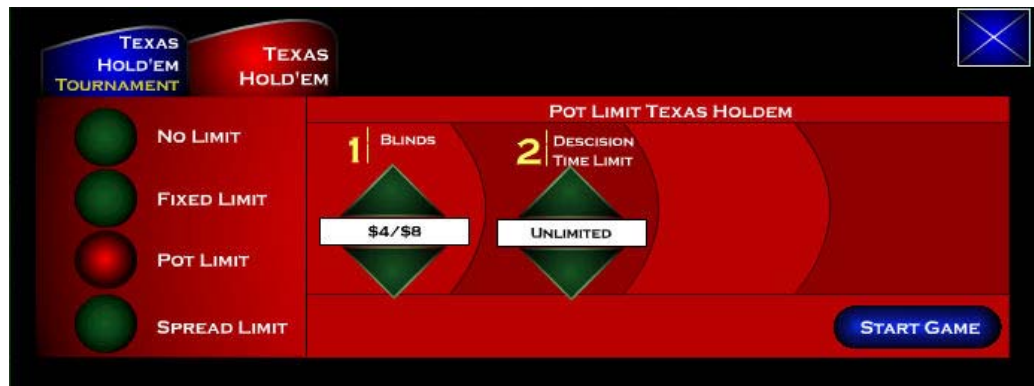 Texas
Hold'em
Tournament
Texas
Hold'em
No Limit
Fixed Limit
Pot Limit
Spread Limit
Pot Limit Texas Holdem
1 Blinds
$4/$8
2 Descision
Time Limit
Unlimited
Start Game